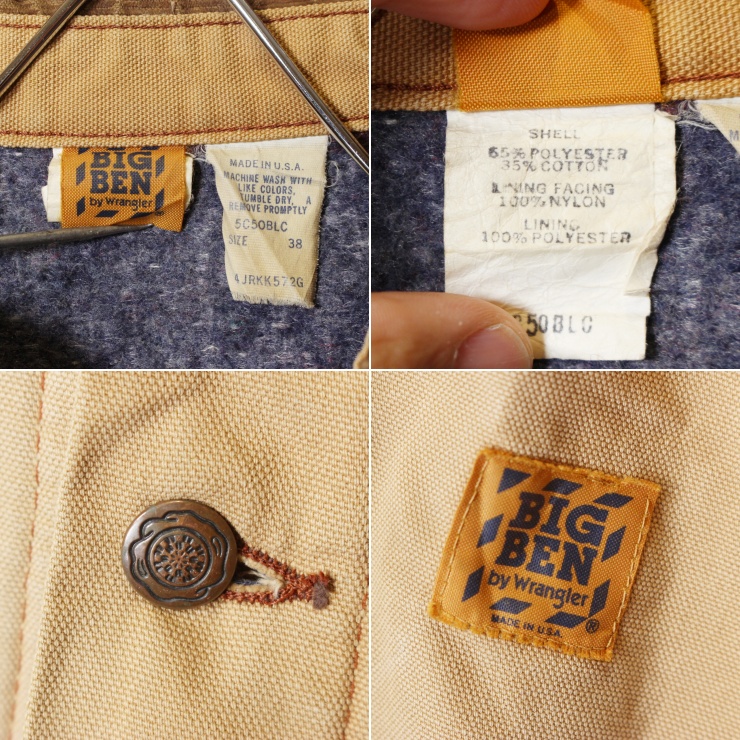 BIG
BEN
by Wrangler
MADE IN U.S.A.
MACHINE WASH WITH
LIKE COLORS,
TUMBLE DRY, A
REMOVE PROMPTLY
5C50BLC
SIZE 38
4JRKK572G
SHELL
65% POLYESTER
35% COTTON
LINING FACING
100% NYLON
LINING
100% POLYESTER
50BLC
BIG
BEN
by Wrangler
MADE IN U.S.A.
®